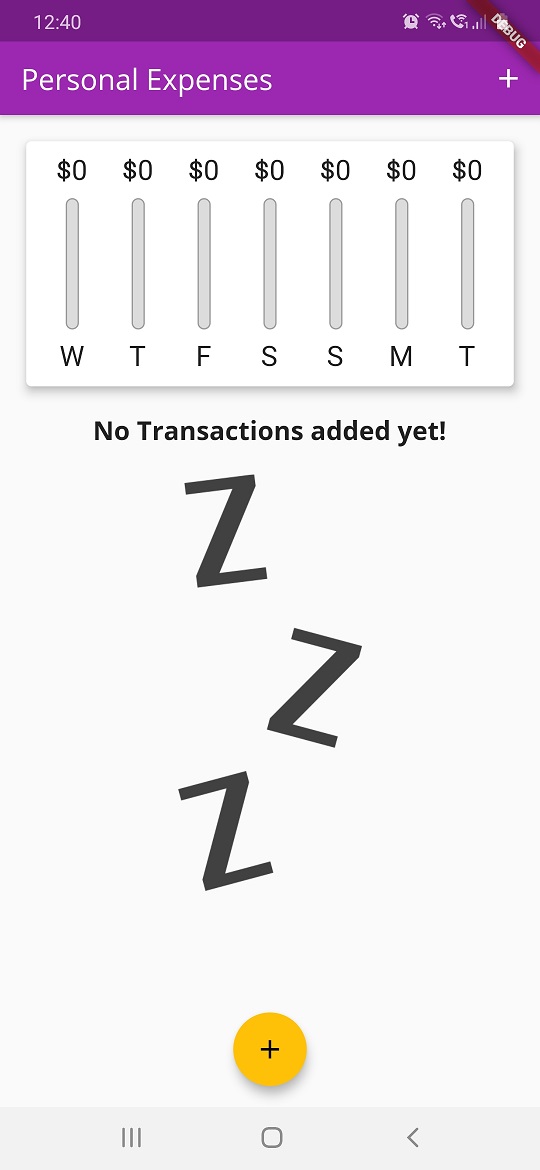 12:40
DEBUG
Personal Expenses +
$0 $0 $0 $0 $0 $0 $0
W T F S S M T
No Transactions added yet!
Z
Z
Z
+